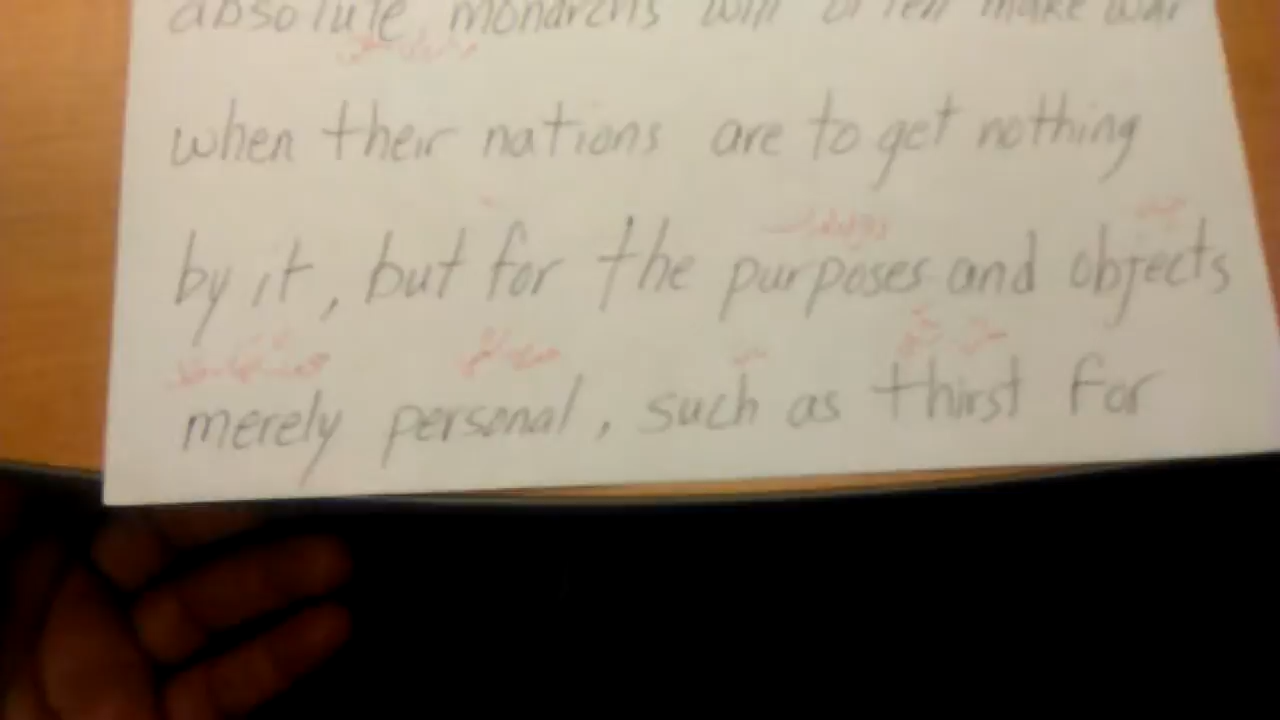 absolute, monarchs will often make war
when their nations are to get nothing
by it, but for the purposes and objects
merely personal, such as thirst for